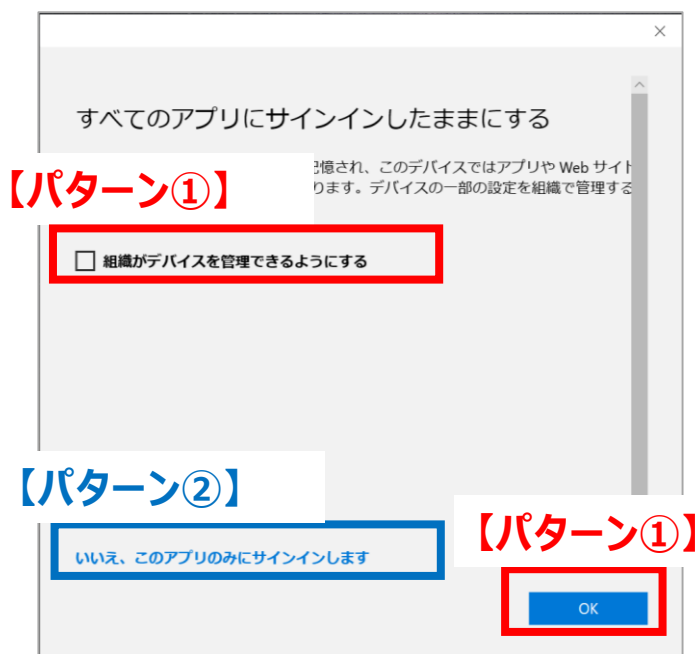 すべてのアプリにサインインしたままにする
憶され、このデバイスではアプリや Web サイト
ります。デバイスの一部の設定を組織で管理する
【パターン①】
組織がデバイスを管理できるようにする
【パターン②】
いいえ、このアプリのみにサインインします
【パターン①】
OK